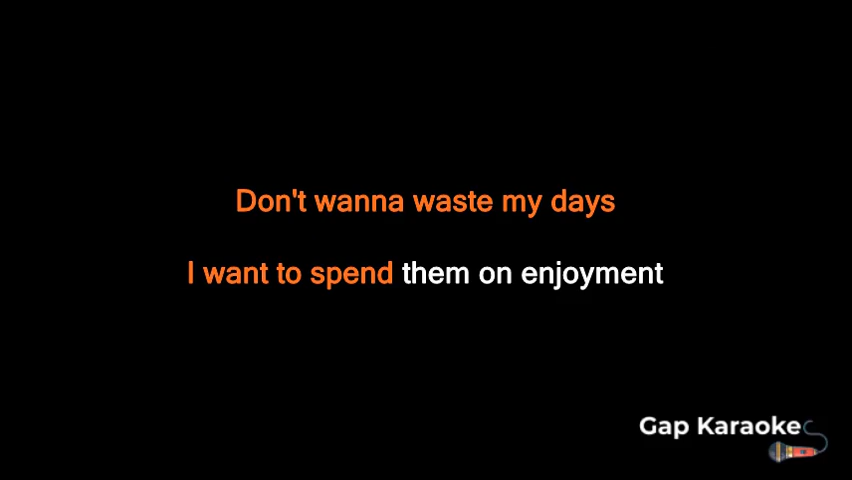 Don't wanna waste my days
I want to spend them on enjoyment
Gap Karaoke